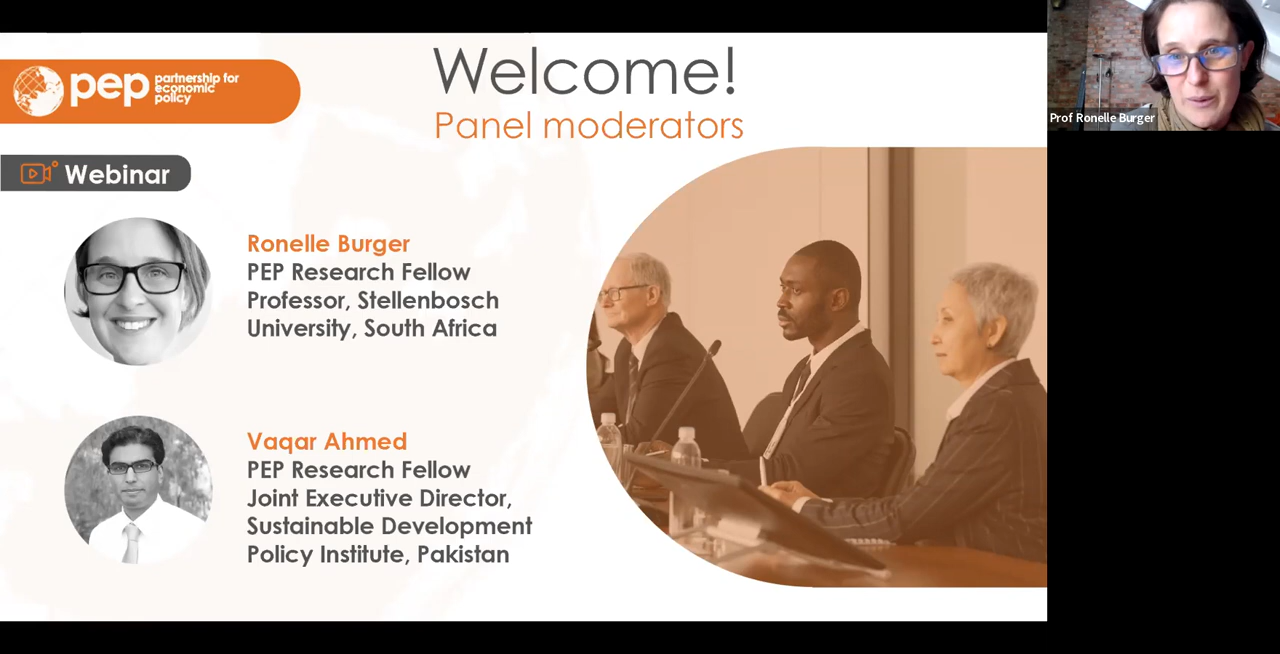 Welcome!
Panel moderators
pep partnership for
economic
policy
Webinar
Ronelle Burger
PEP Research Fellow
Professor, Stellenbosch
University, South Africa
Vaqar Ahmed
PEP Research Fellow
Joint Executive Director,
Sustainable Development
Policy Institute, Pakistan
Prof Ronelle Burger